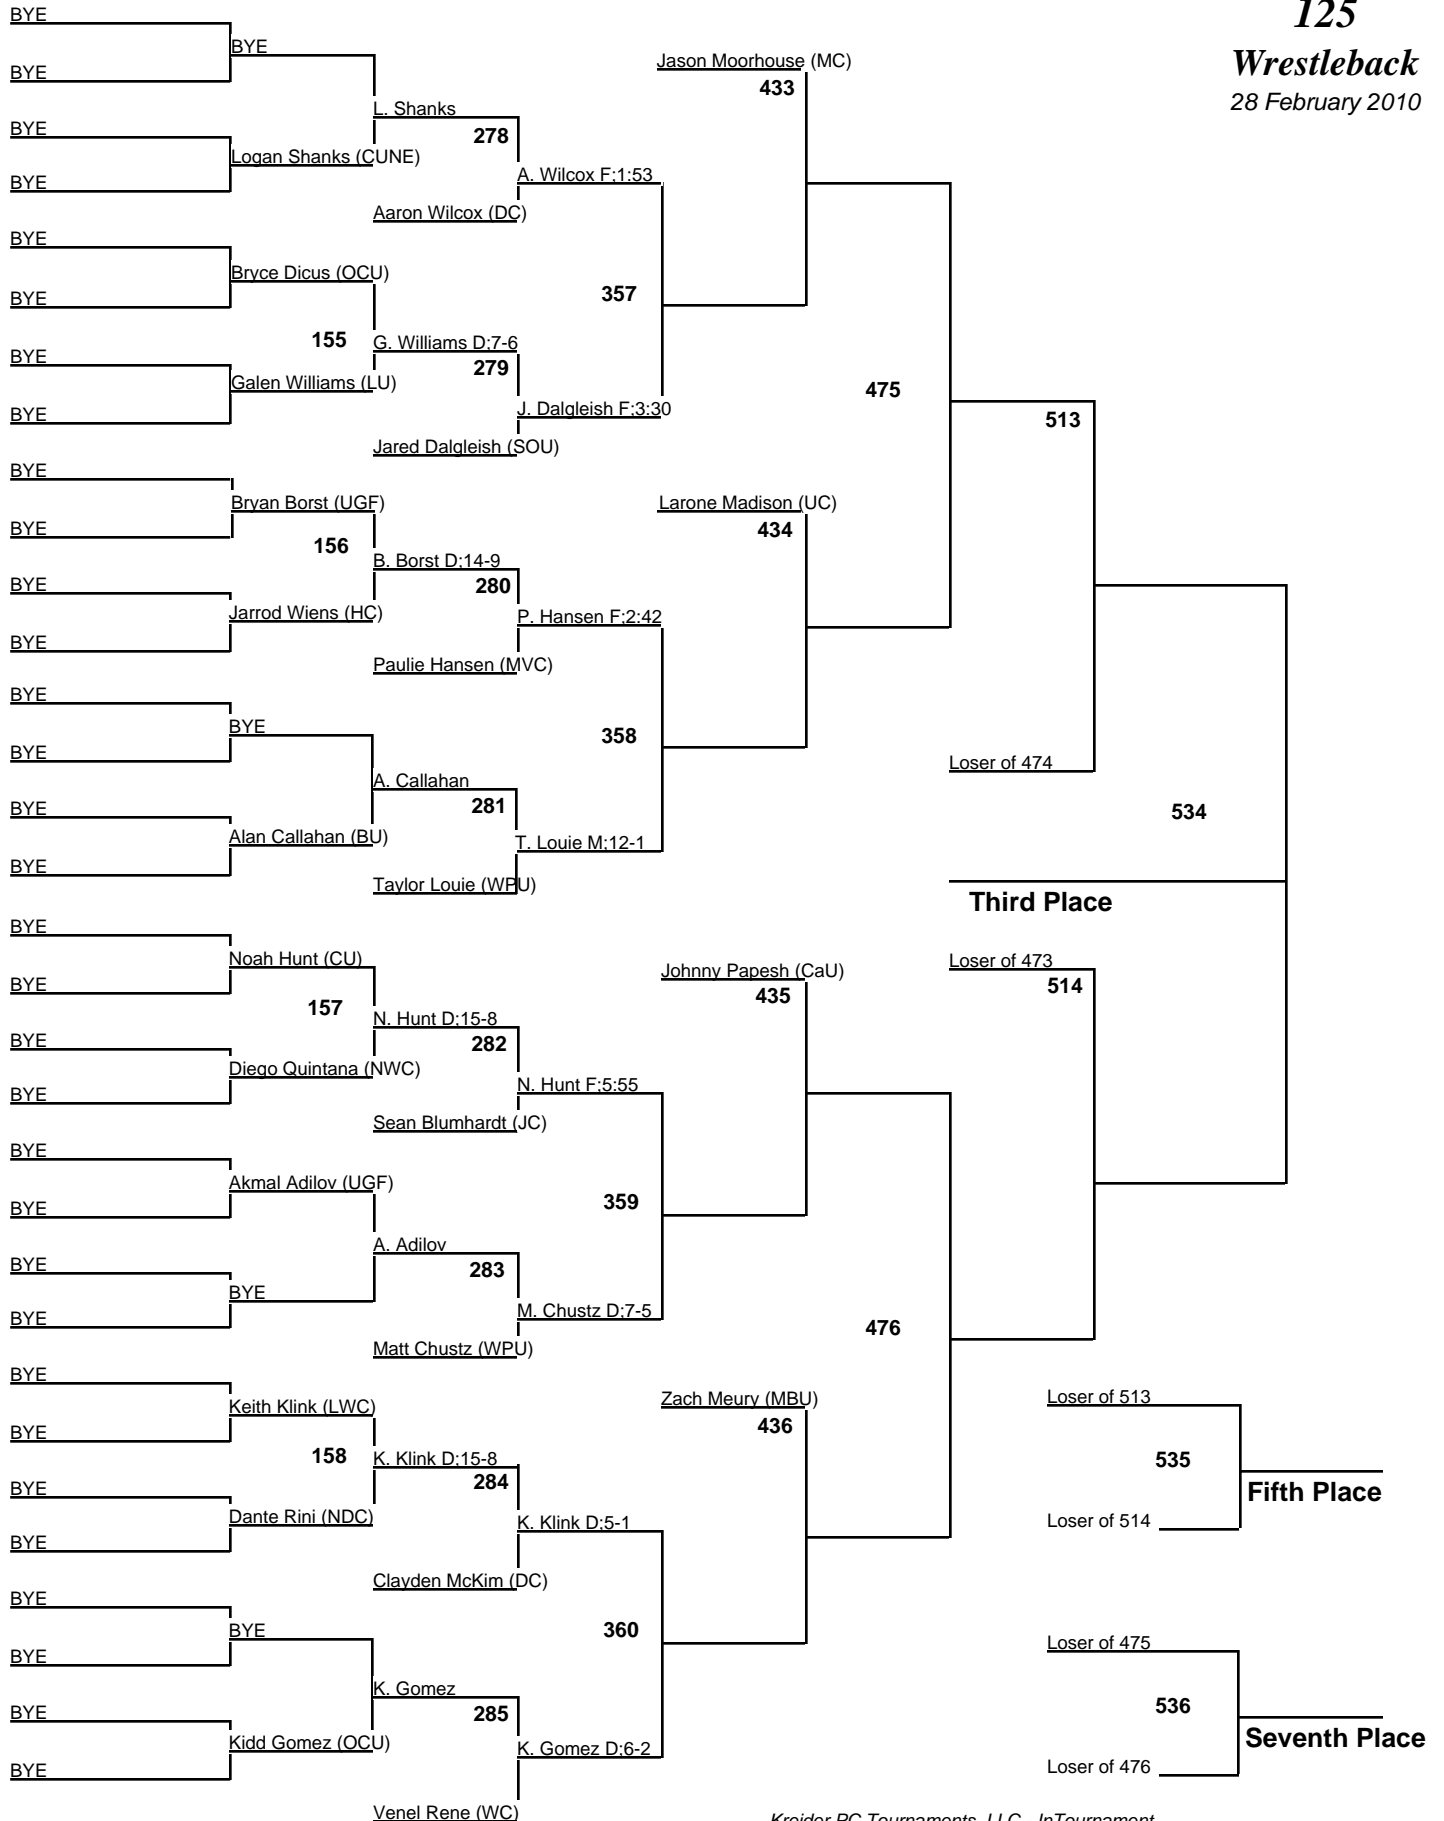 BYE
125
BYE
Wrestleback
Jason Moorhouse (MC)
BYE
433
28 February 2010
L. Shanks
BYE
278
Logan Shanks (CUNE)
A. Wilcox F;1:53
BYE
Aaron Wilcox (DC)
BYE
Bryce Dicus (OCU)
357
BYE
155
G. Williams D;7-6
BYE
279
Galen Williams (LU)
475
J. Dalgleish F;3:30
BYE
513
Jared Dalgleish (SOU)
BYE
Bryan Borst (UGF)
Larone Madison (UC)
BYE
434
156
B. Borst D;14-9
BYE
280
Jarrod Wiens (HC)
P. Hansen F;2:42
BYE
Paulie Hansen (MVC)
BYE
BYE
358
BYE
Loser of 474
A. Callahan
BYE
281
534
Alan Callahan (BU)
T. Louie M;12-1
BYE
Taylor Louie (WPU)
Third Place
BYE
Noah Hunt (CU)
Loser of 473
BYE
Johnny Papesh (CaU)
435
514
157
N. Hunt D;15-8
BYE
282
Diego Quintana (NWC)
N. Hunt F;5:55
BYE
Sean Blumhardt (JC)
BYE
Akmal Adilov (UGF)
359
BYE
A. Adilov
BYE
283
BYE
M. Chustz D;7-5
BYE
476
Matt Chustz (WPU)
BYE
Keith Klink (LWC)
Zach Meury (MBU)
Loser of 513
BYE
436
158
K. Klink D;15-8
535
BYE
284
Fifth Place
Dante Rini (NDC)
K. Klink D;5-1
Loser of 514
BYE
Clayden McKim (DC)
BYE
BYE
360
BYE
Loser of 475
K. Gomez
BYE
285
536
Kidd Gomez (OCU)
K. Gomez D;6-2
Seventh Place
BYE
Loser of 476
Venel Rene (WC)
Kreider PC Tournaments, LLC - InTournament